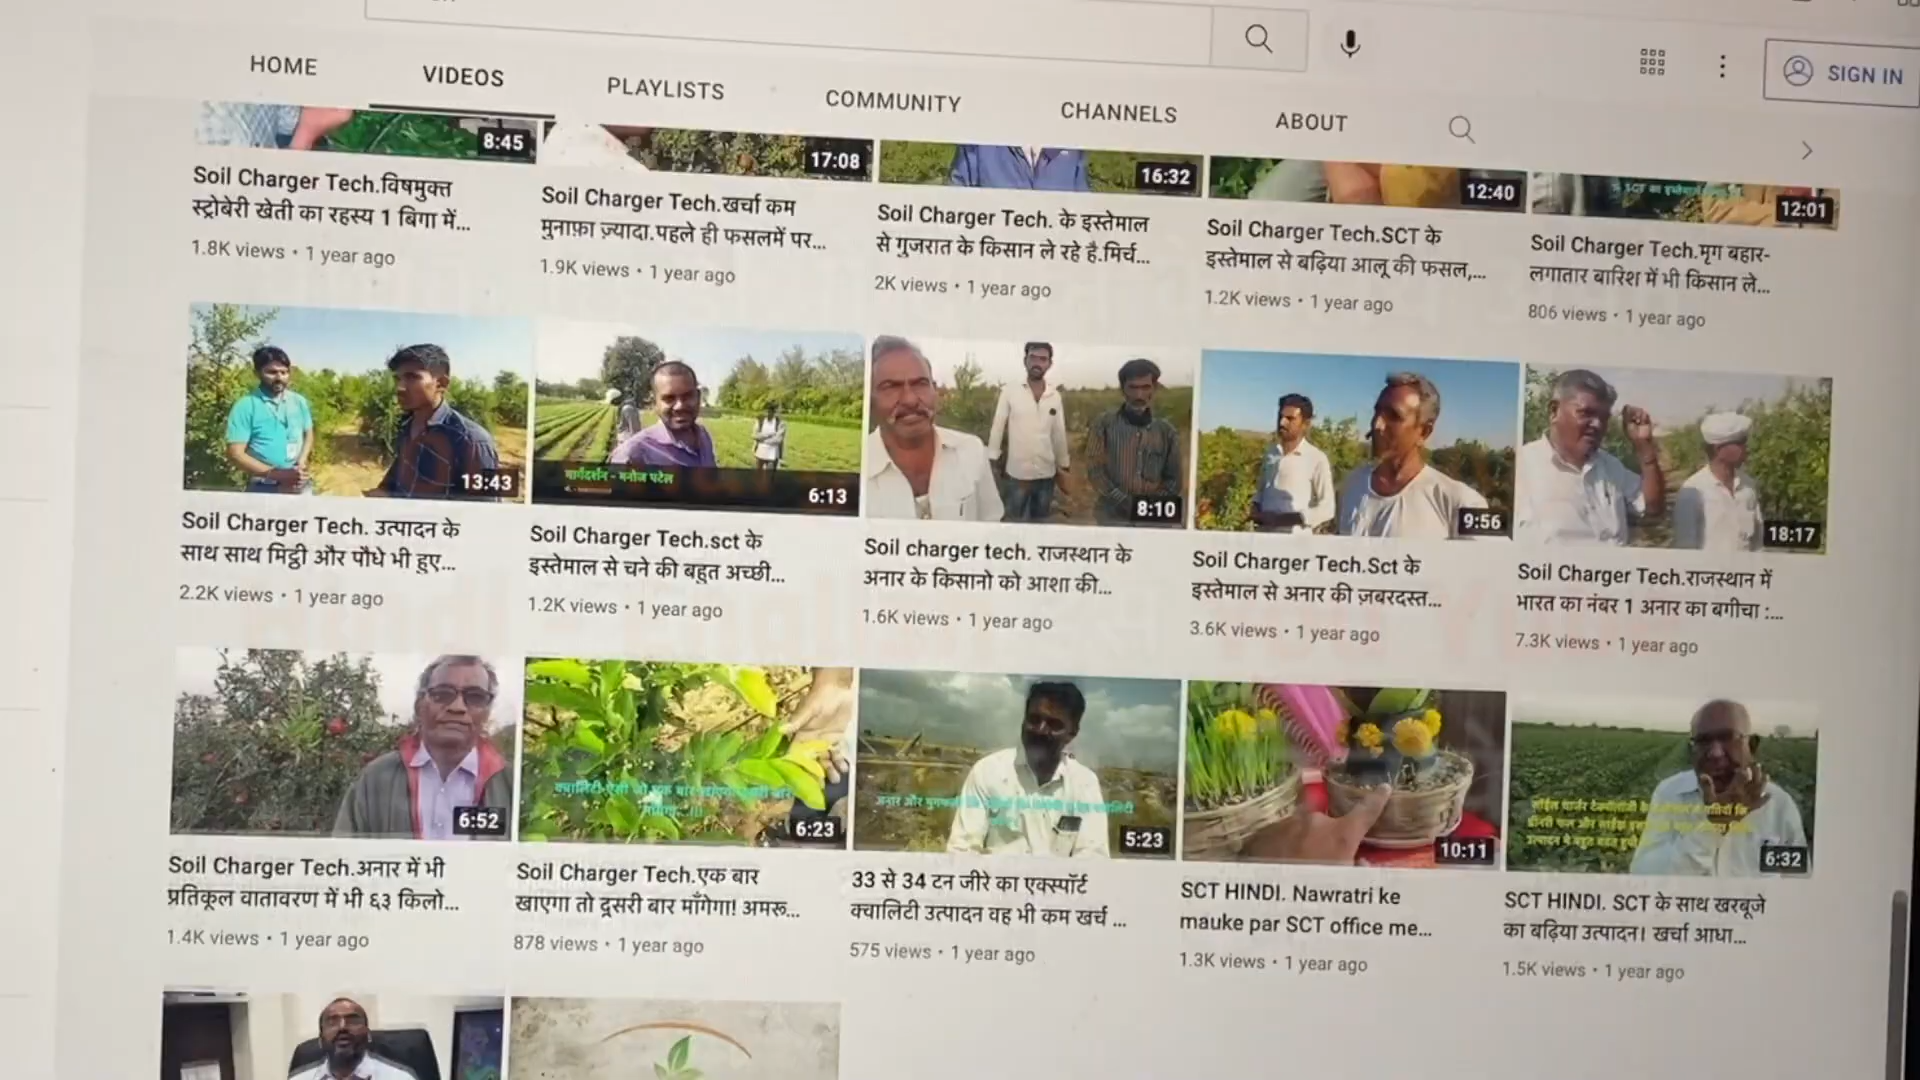 HOME VIDEOS PLAYLISTS COMMUNITY CHANNELS ABOUT
SIGN IN
8:45
Soil Charger Tech.विषमुक्त
स्ट्रोबेरी खेती का रहस्य 1 बिगा में...
1.8K views • 1 year ago
17:08
Soil Charger Tech.खर्चा कम
मुनाफ़ा ज़्यादा.पहले ही फसलमें पर...
1.9K views • 1 year ago
16:32
Soil Charger Tech. के इस्तेमाल
से गुजरात के किसान ले रहे है.मिर्च...
2K views • 1 year ago
12:40
Soil Charger Tech.SCT के
इस्तेमाल से बढ़िया आलू की फसल,...
1.2K views • 1 year ago
12:01
Soil Charger Tech.मृग बहार-
लगातार बारिश में भी किसान ले...
806 views • 1 year ago
13:43
Soil Charger Tech. उत्पादन के
साथ साथ मिट्ठी और पौधे भी हुए...
2.2K views • 1 year ago
मार्गदर्शन - मनोज पटेल
6:13
Soil Charger Tech.sct के
इस्तेमाल से चने की बहुत अच्छी...
1.2K views • 1 year ago
8:10
Soil charger tech. राजस्थान के
अनार के किसानो को आशा की...
1.6K views • 1 year ago
9:56
Soil Charger Tech.Sct के
इस्तेमाल से अनार की ज़बरदस्त...
3.6K views • 1 year ago
18:17
Soil Charger Tech.राजस्थान में
भारत का नंबर 1 अनार का बगीचा :...
7.3K views • 1 year ago
6:52
Soil Charger Tech.अनार में भी
प्रतिकूल वातावरण में भी ६३ किलो...
1.4K views • 1 year ago
6:23
Soil Charger Tech.एक बार
खाएगा तो दूसरी बार माँगेगा! अमरू...
878 views • 1 year ago
5:23
33 से 34 टन जीरे का एक्स्पॉर्ट
क्वालिटी उत्पादन वह भी कम खर्च ...
575 views • 1 year ago
10:11
SCT HINDI. Nawratri ke
mauke par SCT office me...
1.3K views • 1 year ago
6:32
SCT HINDI. SCT के साथ खरबूजे
का बढ़िया उत्पादन। खर्चा आधा...
1.5K views • 1 year ago